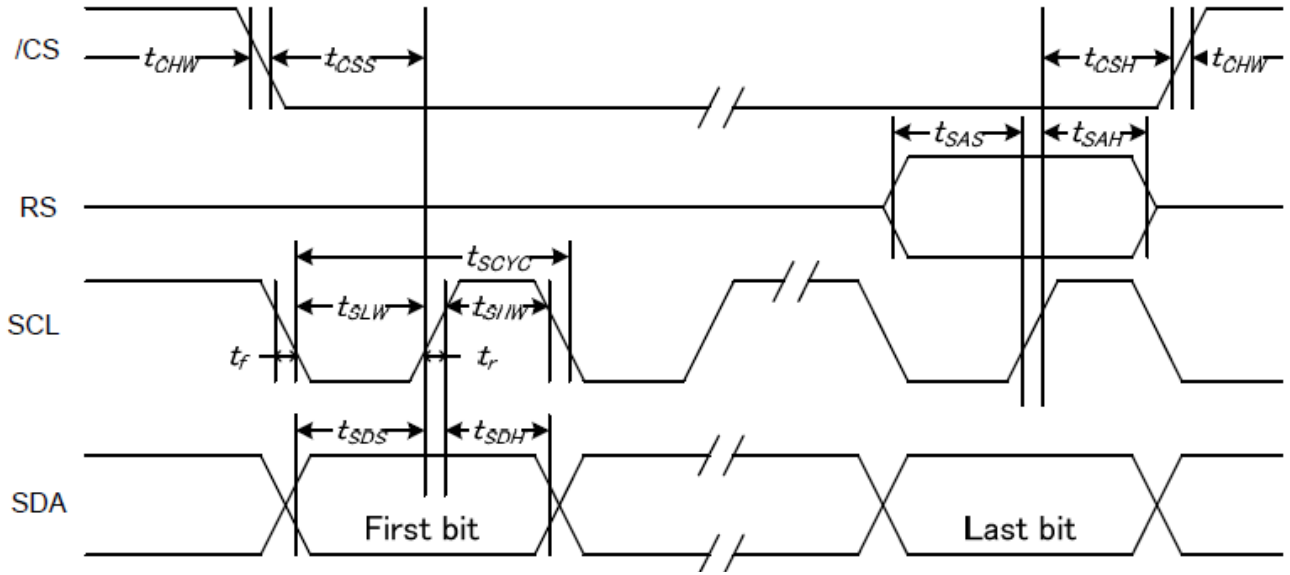 /CS
tCHW
tCSS
tCSH
tCHW
tSAS
tSAH
RS
tSCYC
SCL
tSLW
tSHW
tf
tr
tSDS
tSDH
SDA
First bit
Last bit